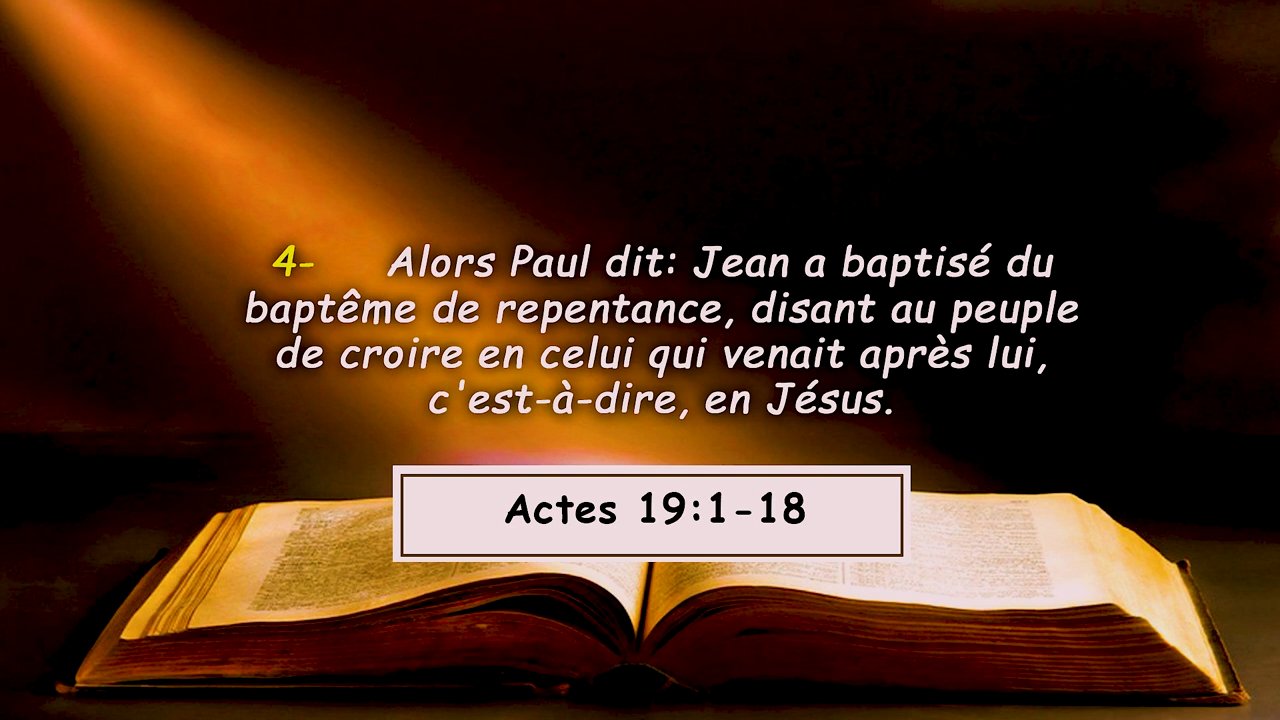 4- Alors Paul dit: Jean a baptisé du
baptême de repentance, disant au peuple
de croire en celui qui venait après lui,
c'est-à-dire, en Jésus.
Actes 19:1-18